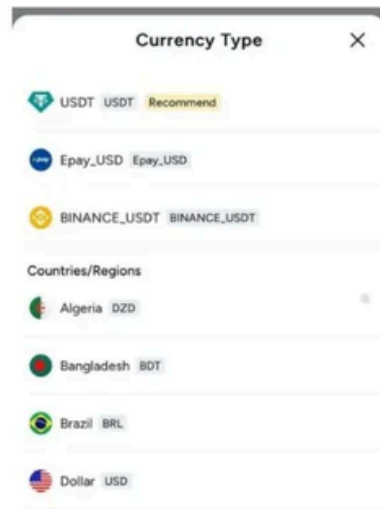 Currency Type
USDT USDT Recommend
Epay_USD Epay_USD
BINANCE_USDT BINANCE_USDT
Countries/Regions
Algeria DZD
Bangladesh BDT
Brazil BRL
Dollar USD